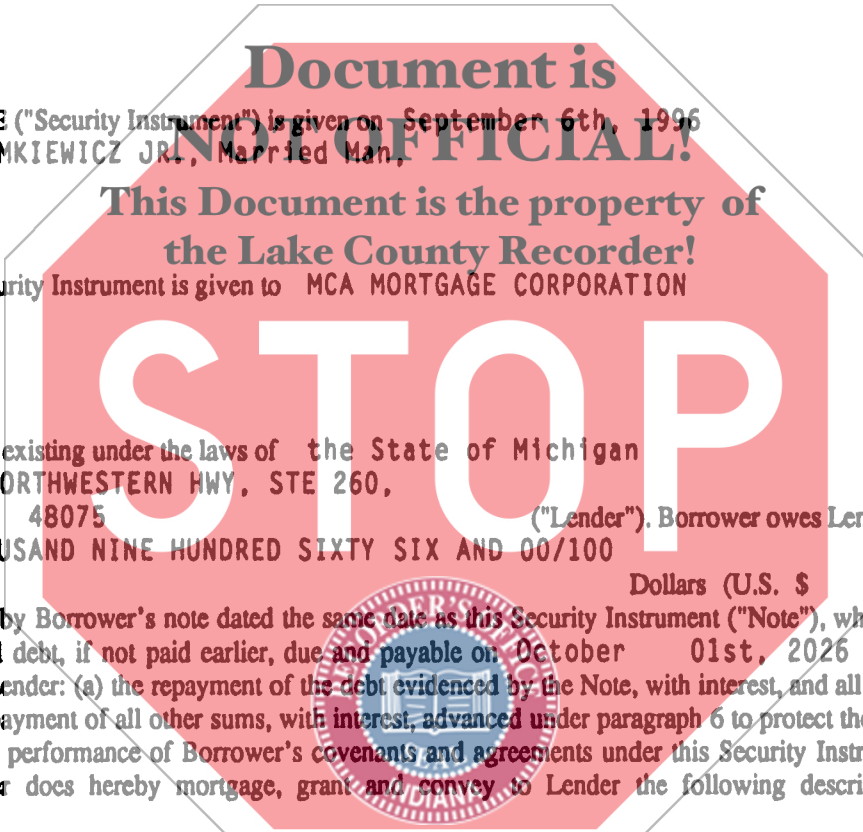 Document is
("Security Instrument") is given on September 6th, 1996
NOT OFFICIAL!
MKIEWICZ JR., Married Man,
This Document is the property of
the Lake County Recorder!
urity Instrument is given to MCA MORTGAGE CORPORATION
STOP
existing under the laws of the State of Michigan
ORTHWESTERN HWY, STE 260,
48075 ("Lender"). Borrower owes Len
USAND NINE HUNDRED SIXTY SIX AND 00/100
Dollars (U.S. $
by Borrower's note dated the same date as this Security Instrument ("Note"), wh
debt, if not paid earlier, due and payable on October 01st, 2026
ender: (a) the repayment of the debt evidenced by the Note, with interest, and all
ayment of all other sums, with interest, advanced under paragraph 6 to protect the
performance of Borrower's covenants and agreements under this Security Instr
r does hereby mortgage, grant and convey to Lender the following descri
RECORDER'S OFFICE
INDIANA